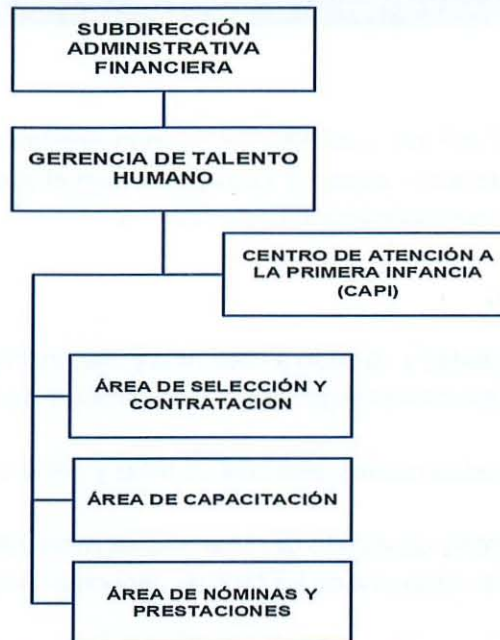 SUBDIRECCIÓN
ADMINISTRATIVA
FINANCIERA
GERENCIA DE TALENTO
HUMANO
CENTRO DE ATENCIÓN A
LA PRIMERA INFANCIA
(CAPI)
ÁREA DE SELECCIÓN Y
CONTRATACION
ÁREA DE CAPACITACIÓN
ÁREA DE NÓMINAS Y
PRESTACIONES